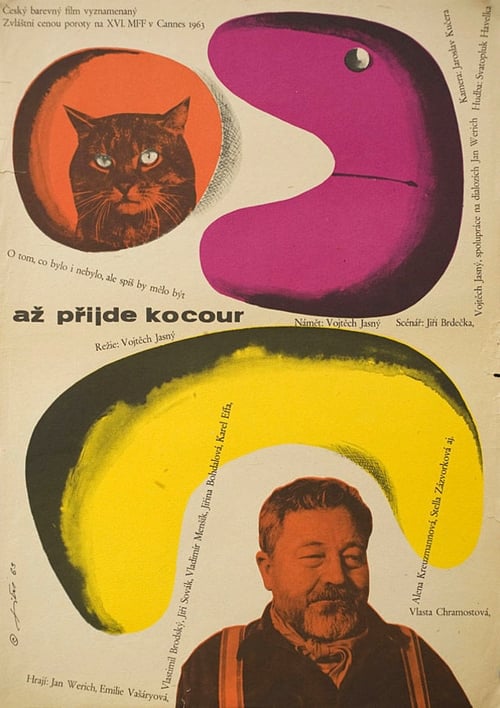 Český barevný film vyznamenaný
Zvláštní cenou poroty na XVI. MFF v Cannes 1963
Kamera: Jaroslav Kučera
Hudba: Svatopluk Havelka
O tom, co bylo i nebylo, ale spíš by mělo být
až přijde kocour
Režie: Vojtěch Jasný
Námět: Vojtěch Jasný
Scénář: Jiří Brdečka,
Vojtěch Jasný, spolupráce na dialozích Jan Werich
Hrají: Jan Werich, Emilie Vašáryová,
Vlastimil Brodský, Jiří Sovák, Vladimír Menšík, Jiřina Bohdalová, Karel Effa,
Vlasta Chramostová,
Alena Kreuzmannová, Stella Zázvorková aj.
63